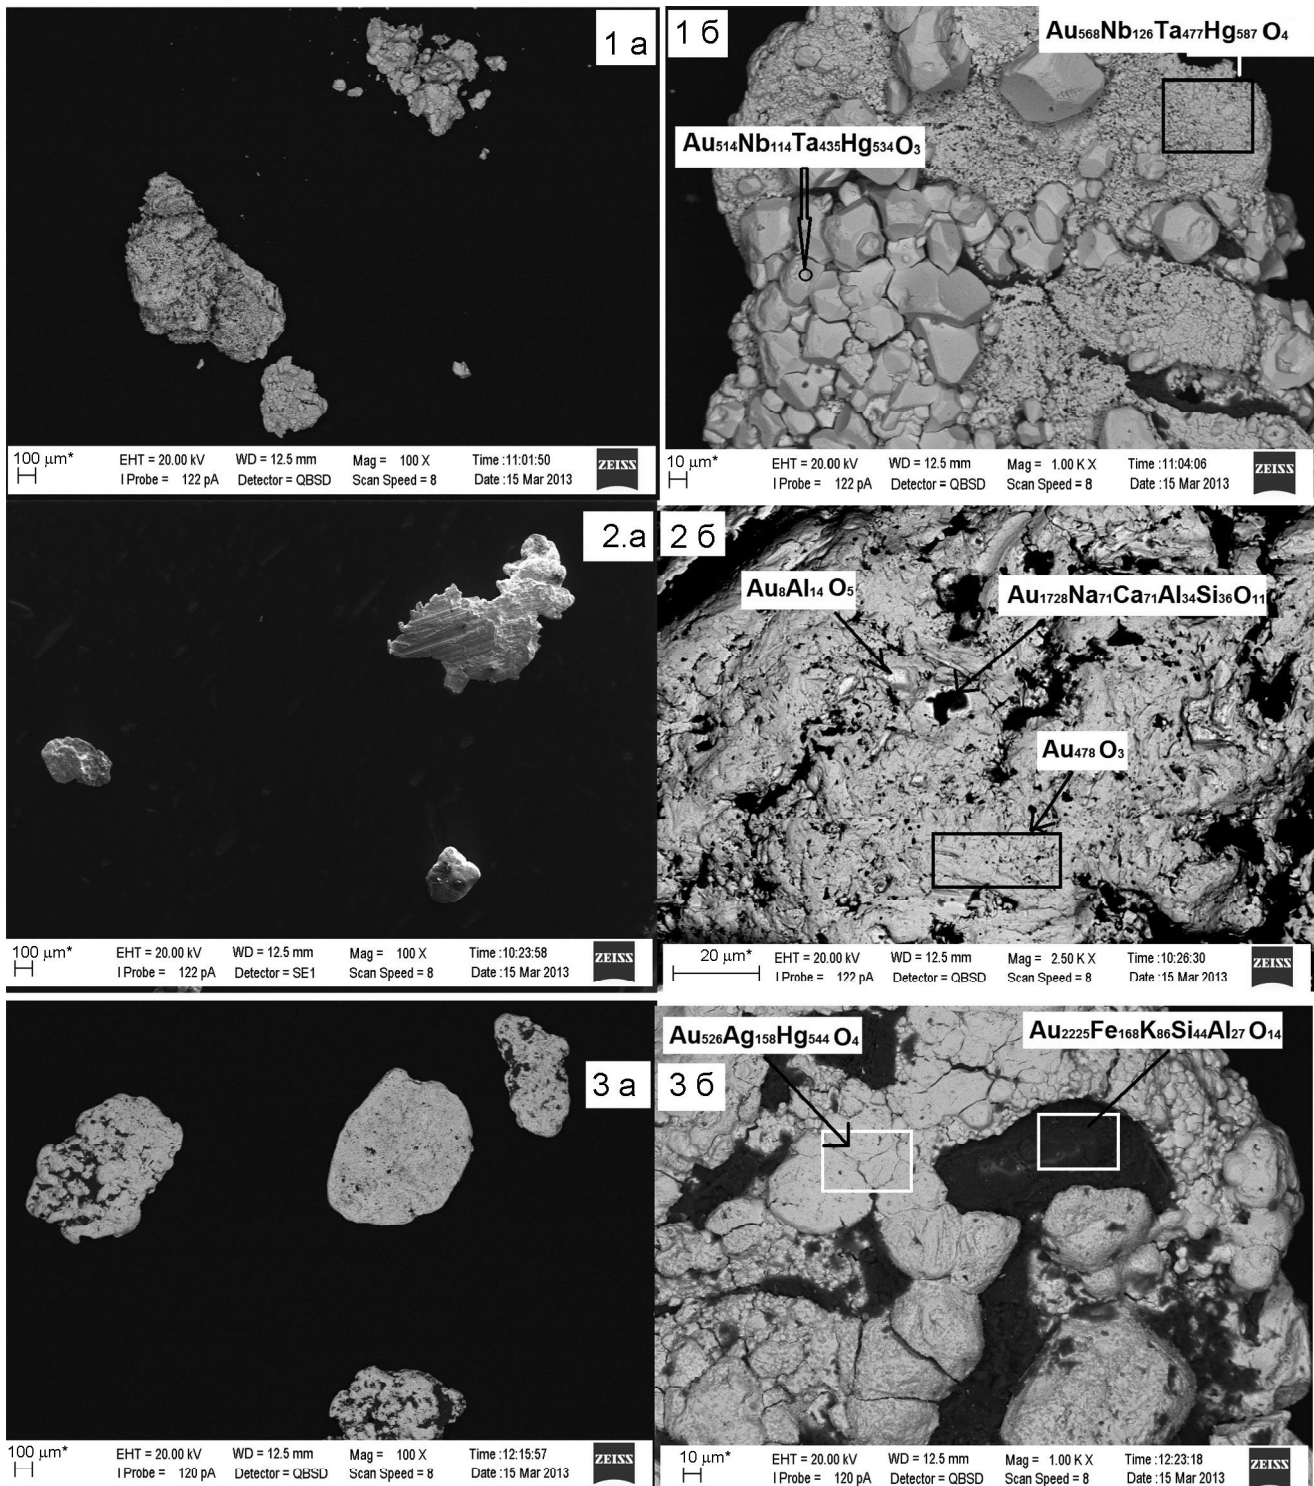 1 а
100 µm*
EHT = 20.00 kV WD = 12.5 mm Mag = 100 X Time :11:01:50
I Probe = 122 pA Detector = QBSD Scan Speed = 8 Date :15 Mar 2013
ZEISS
1 б
Au568Nb126Ta477Hg587 O4
Au514Nb114Ta435Hg534O3
10 µm*
EHT = 20.00 kV WD = 12.5 mm Mag = 1.00 K X Time :11:04:06
I Probe = 122 pA Detector = QBSD Scan Speed = 8 Date :15 Mar 2013
ZEISS
2.а
100 µm*
EHT = 20.00 kV WD = 12.5 mm Mag = 100 X Time :10:23:58
I Probe = 122 pA Detector = SE1 Scan Speed = 8 Date :15 Mar 2013
ZEISS
2 б
Au8Al14 O5
Au1728Na71Ca71Al34Si36O11
Au478 O3
20 µm*
EHT = 20.00 kV WD = 12.5 mm Mag = 2.50 K X Time :10:26:30
I Probe = 122 pA Detector = QBSD Scan Speed = 8 Date :15 Mar 2013
ZEISS
3 а
100 µm*
EHT = 20.00 kV WD = 12.5 mm Mag = 100 X Time :12:15:57
I Probe = 120 pA Detector = QBSD Scan Speed = 8 Date :15 Mar 2013
ZEISS
Au526Ag158Hg544 O4
Au2225Fe168K86Si44Al27 O14
3 б
10 µm*
EHT = 20.00 kV WD = 12.5 mm Mag = 1.00 K X Time :12:23:18
I Probe = 120 pA Detector = QBSD Scan Speed = 8 Date :15 Mar 2013
ZEISS